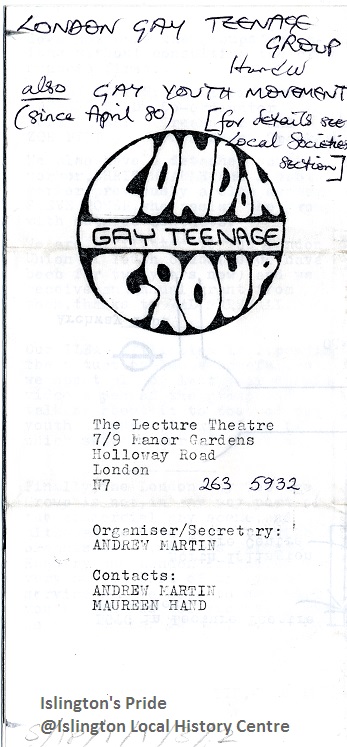 LONDON GAY TEENAGE
GROUP
also GAY YOUTH MOVEMENT
(since April 80) [for details see
Local Societies
section]
LONDON
GAY TEENAGE
GROUP
The Lecture Theatre
7/9 Manor Gardens
Holloway Road
London
N7 263 5932
Organiser/Secretary:
ANDREW MARTIN
Contacts:
ANDREW MARTIN
MAUREEN HAND
Islington's Pride
@Islington Local History Centre